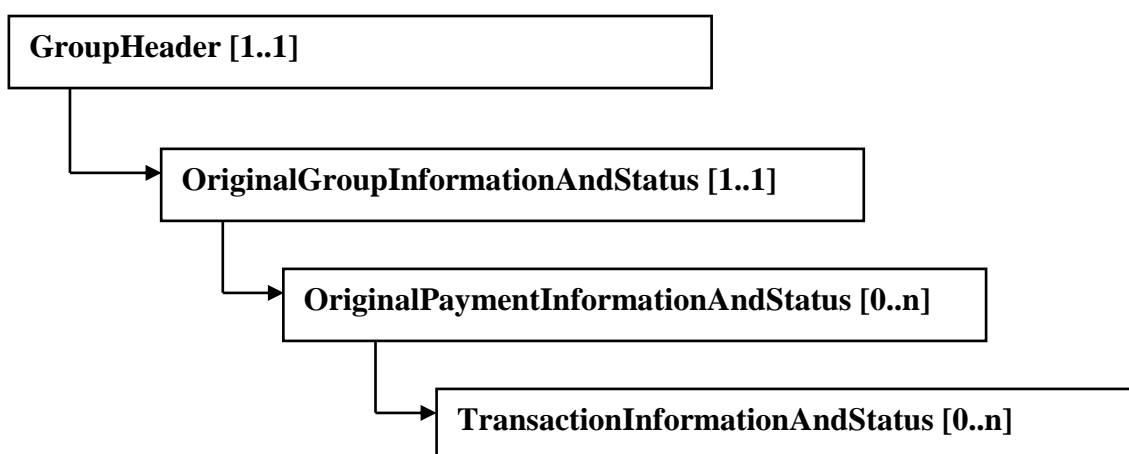 GroupHeader [1..1]
OriginalGroupInformationAndStatus [1..1]
OriginalPaymentInformationAndStatus [0..n]
TransactionInformationAndStatus [0..n]